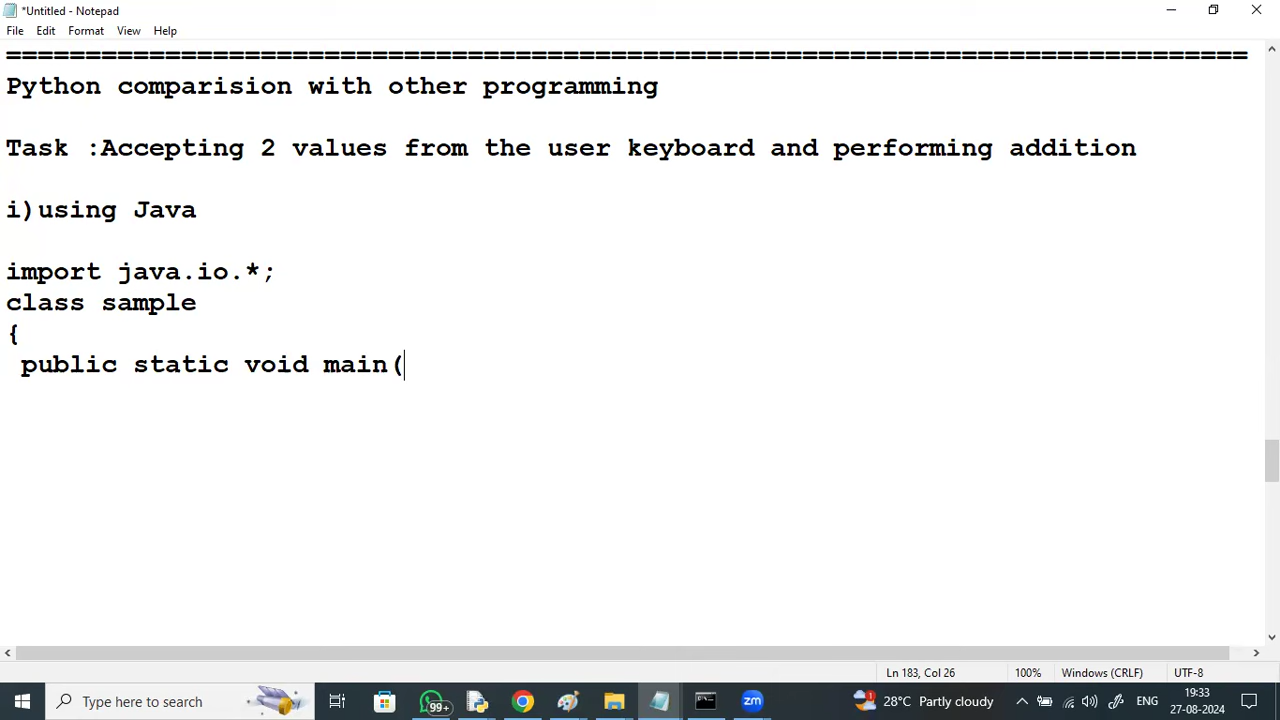 *Untitled - Notepad
File Edit Format View Help
===============================================================================
Python comparision with other programming
Task :Accepting 2 values from the user keyboard and performing addition
i)using Java
import java.io.*;
class sample
{
public static void main(
Ln 183, Col 26 100% Windows (CRLF) UTF-8
Type here to search 99+ zm 1 28°C Partly cloudy ENG 19:33
27-08-2024